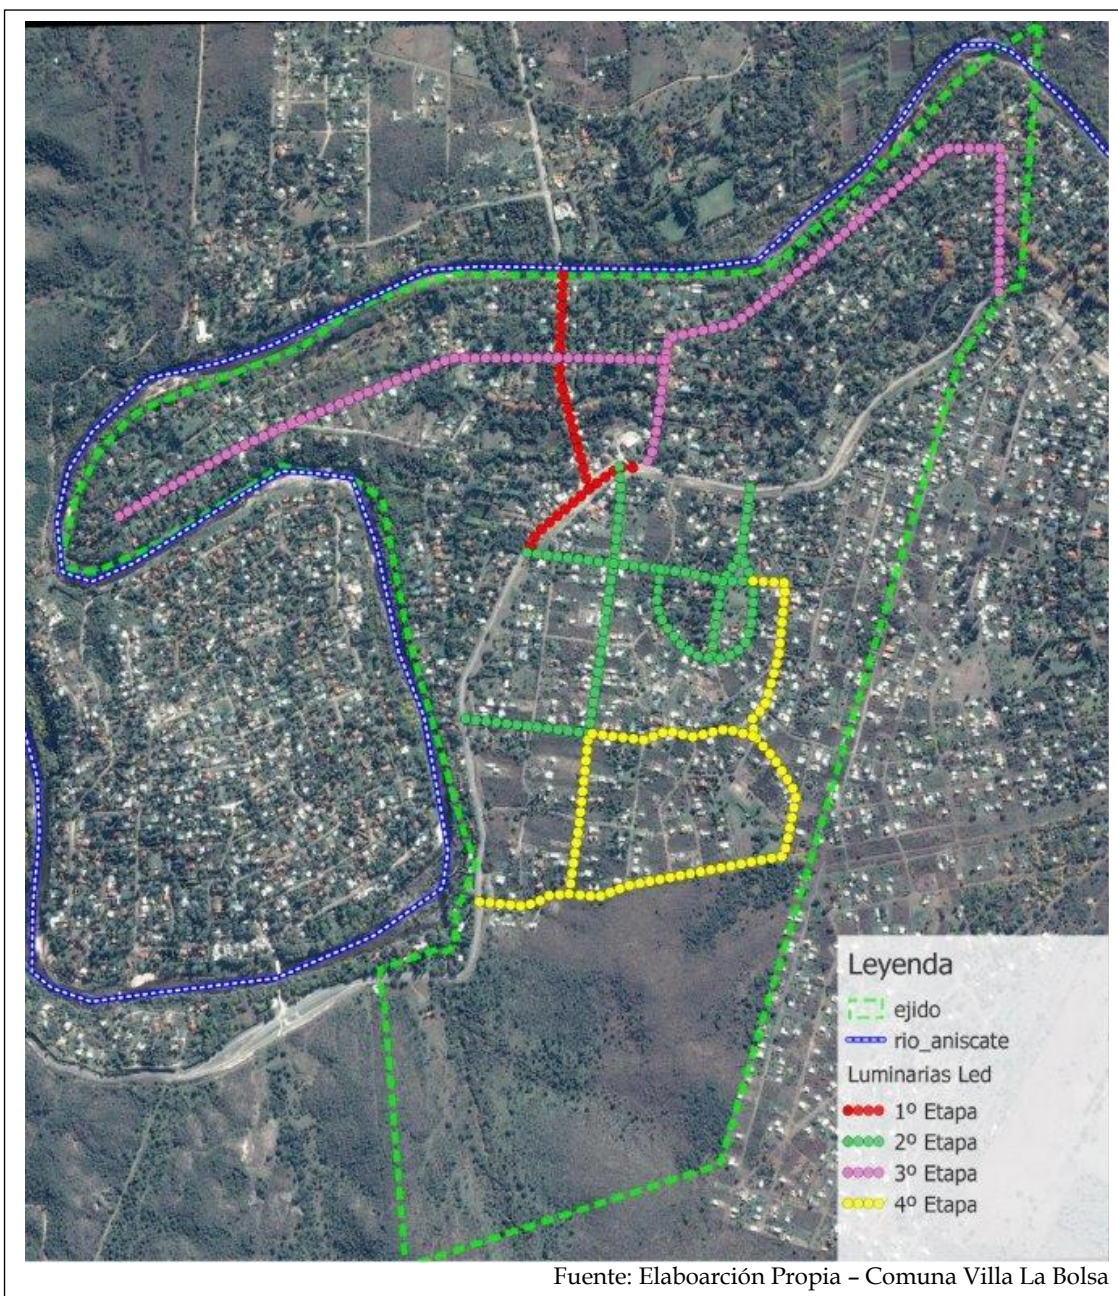 Leyenda
ejido
rio_aniscate
Luminarias Led
1º Etapa
2º Etapa
3º Etapa
4º Etapa
Fuente: Elaboarción Propia – Comuna Villa La Bolsa